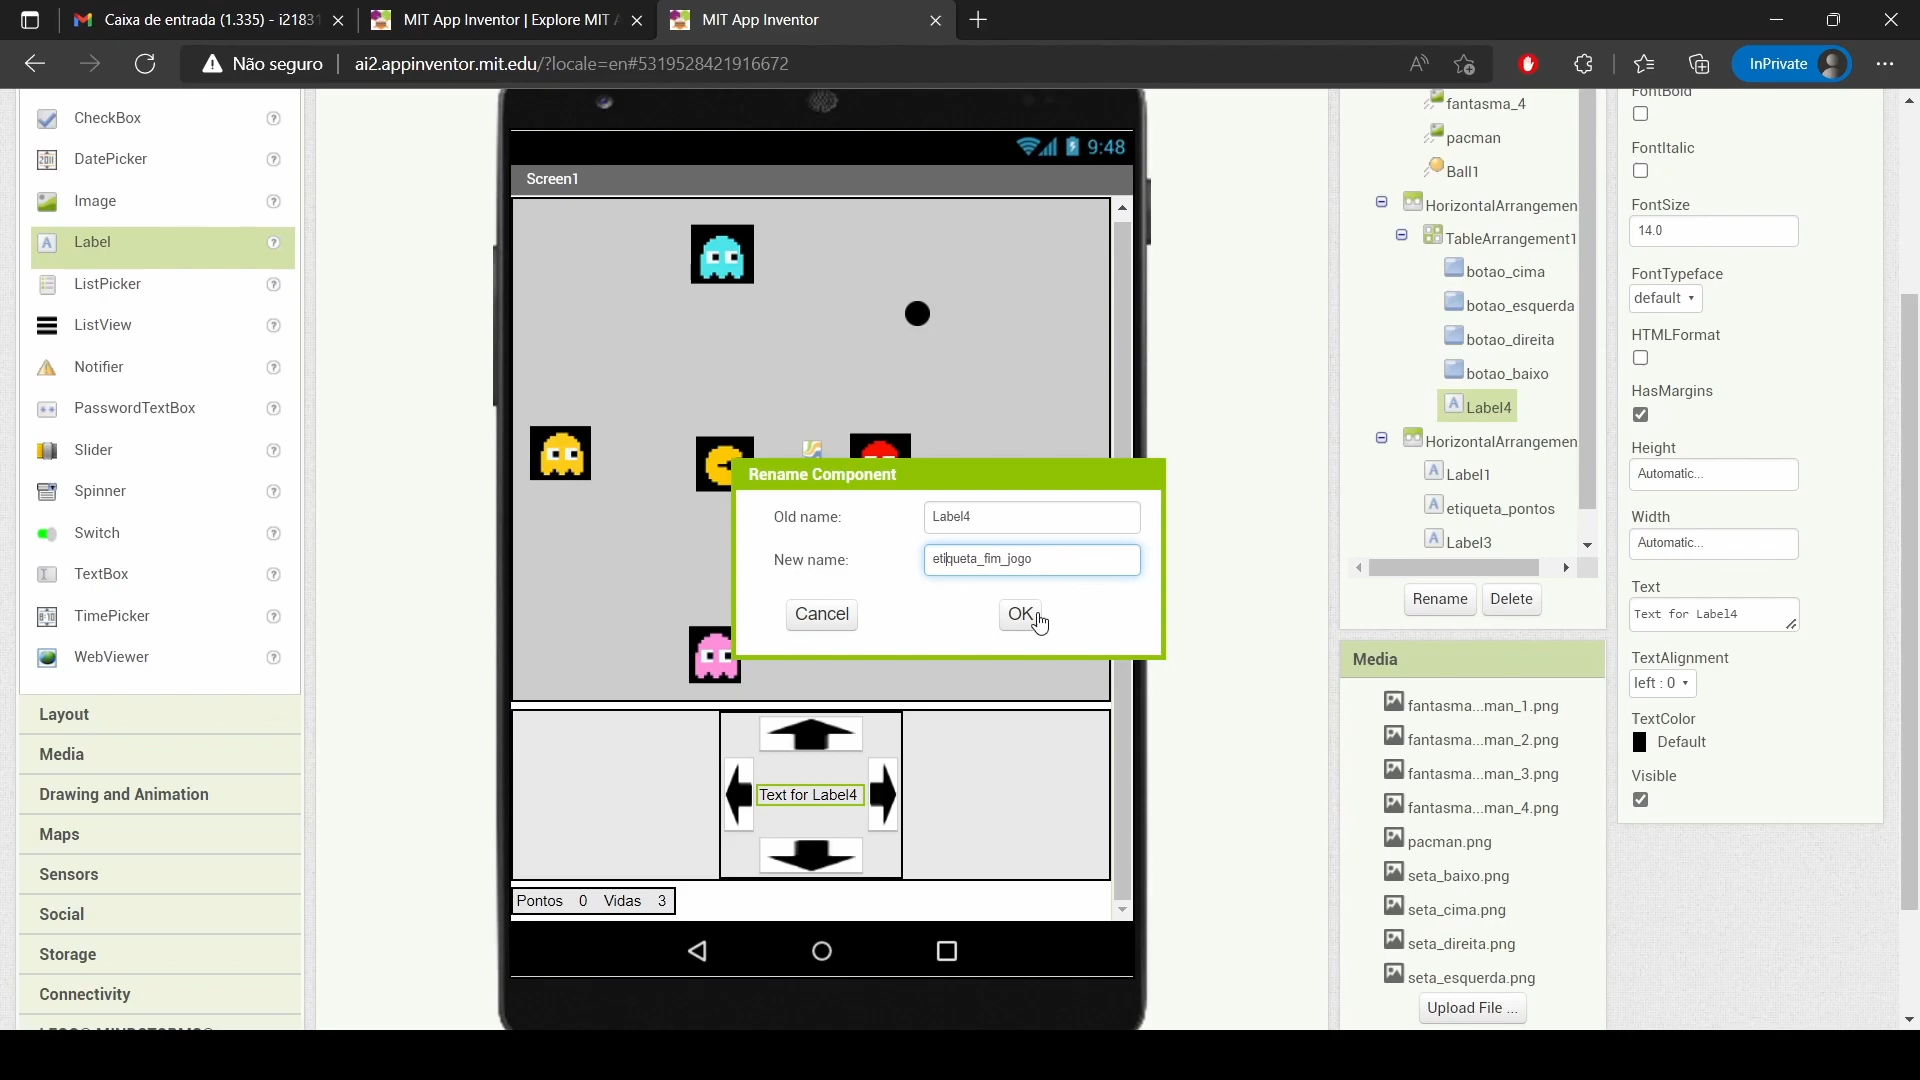 Caixa de entrada (1.335) - i2183
MIT App Inventor | Explore MIT
MIT App Inventor
Não seguro
ai2.appinventor.mit.edu/?locale=en#5319528421916672
InPrivate
CheckBox
DatePicker
Image
Label
ListPicker
ListView
Notifier
PasswordTextBox
Slider
Spinner
Switch
TextBox
TimePicker
WebViewer
Layout
Media
Drawing and Animation
Maps
Sensors
Social
Storage
Connectivity
9:48
Screen1
Rename Component
Old name:
Label4
New name:
etiqueta_fim_jogo
Cancel
OK
Text for Label4
Pontos 0 Vidas 3
fantasma_4
pacman
Ball1
HorizontalArrangemen
TableArrangement1
botao_cima
botao_esquerda
botao_direita
botao_baixo
Label4
HorizontalArrangemen
Label1
etiqueta_pontos
Label3
Rename
Delete
Media
fantasma...man_1.png
fantasma...man_2.png
fantasma...man_3.png
fantasma...man_4.png
pacman.png
seta_baixo.png
seta_cima.png
seta_direita.png
seta_esquerda.png
Upload File ...
FontBold
FontItalic
FontSize
14.0
FontTypeface
default
HTMLFormat
HasMargins
Height
Automatic...
Width
Automatic...
Text
Text for Label4
TextAlignment
left : 0
TextColor
Default
Visible